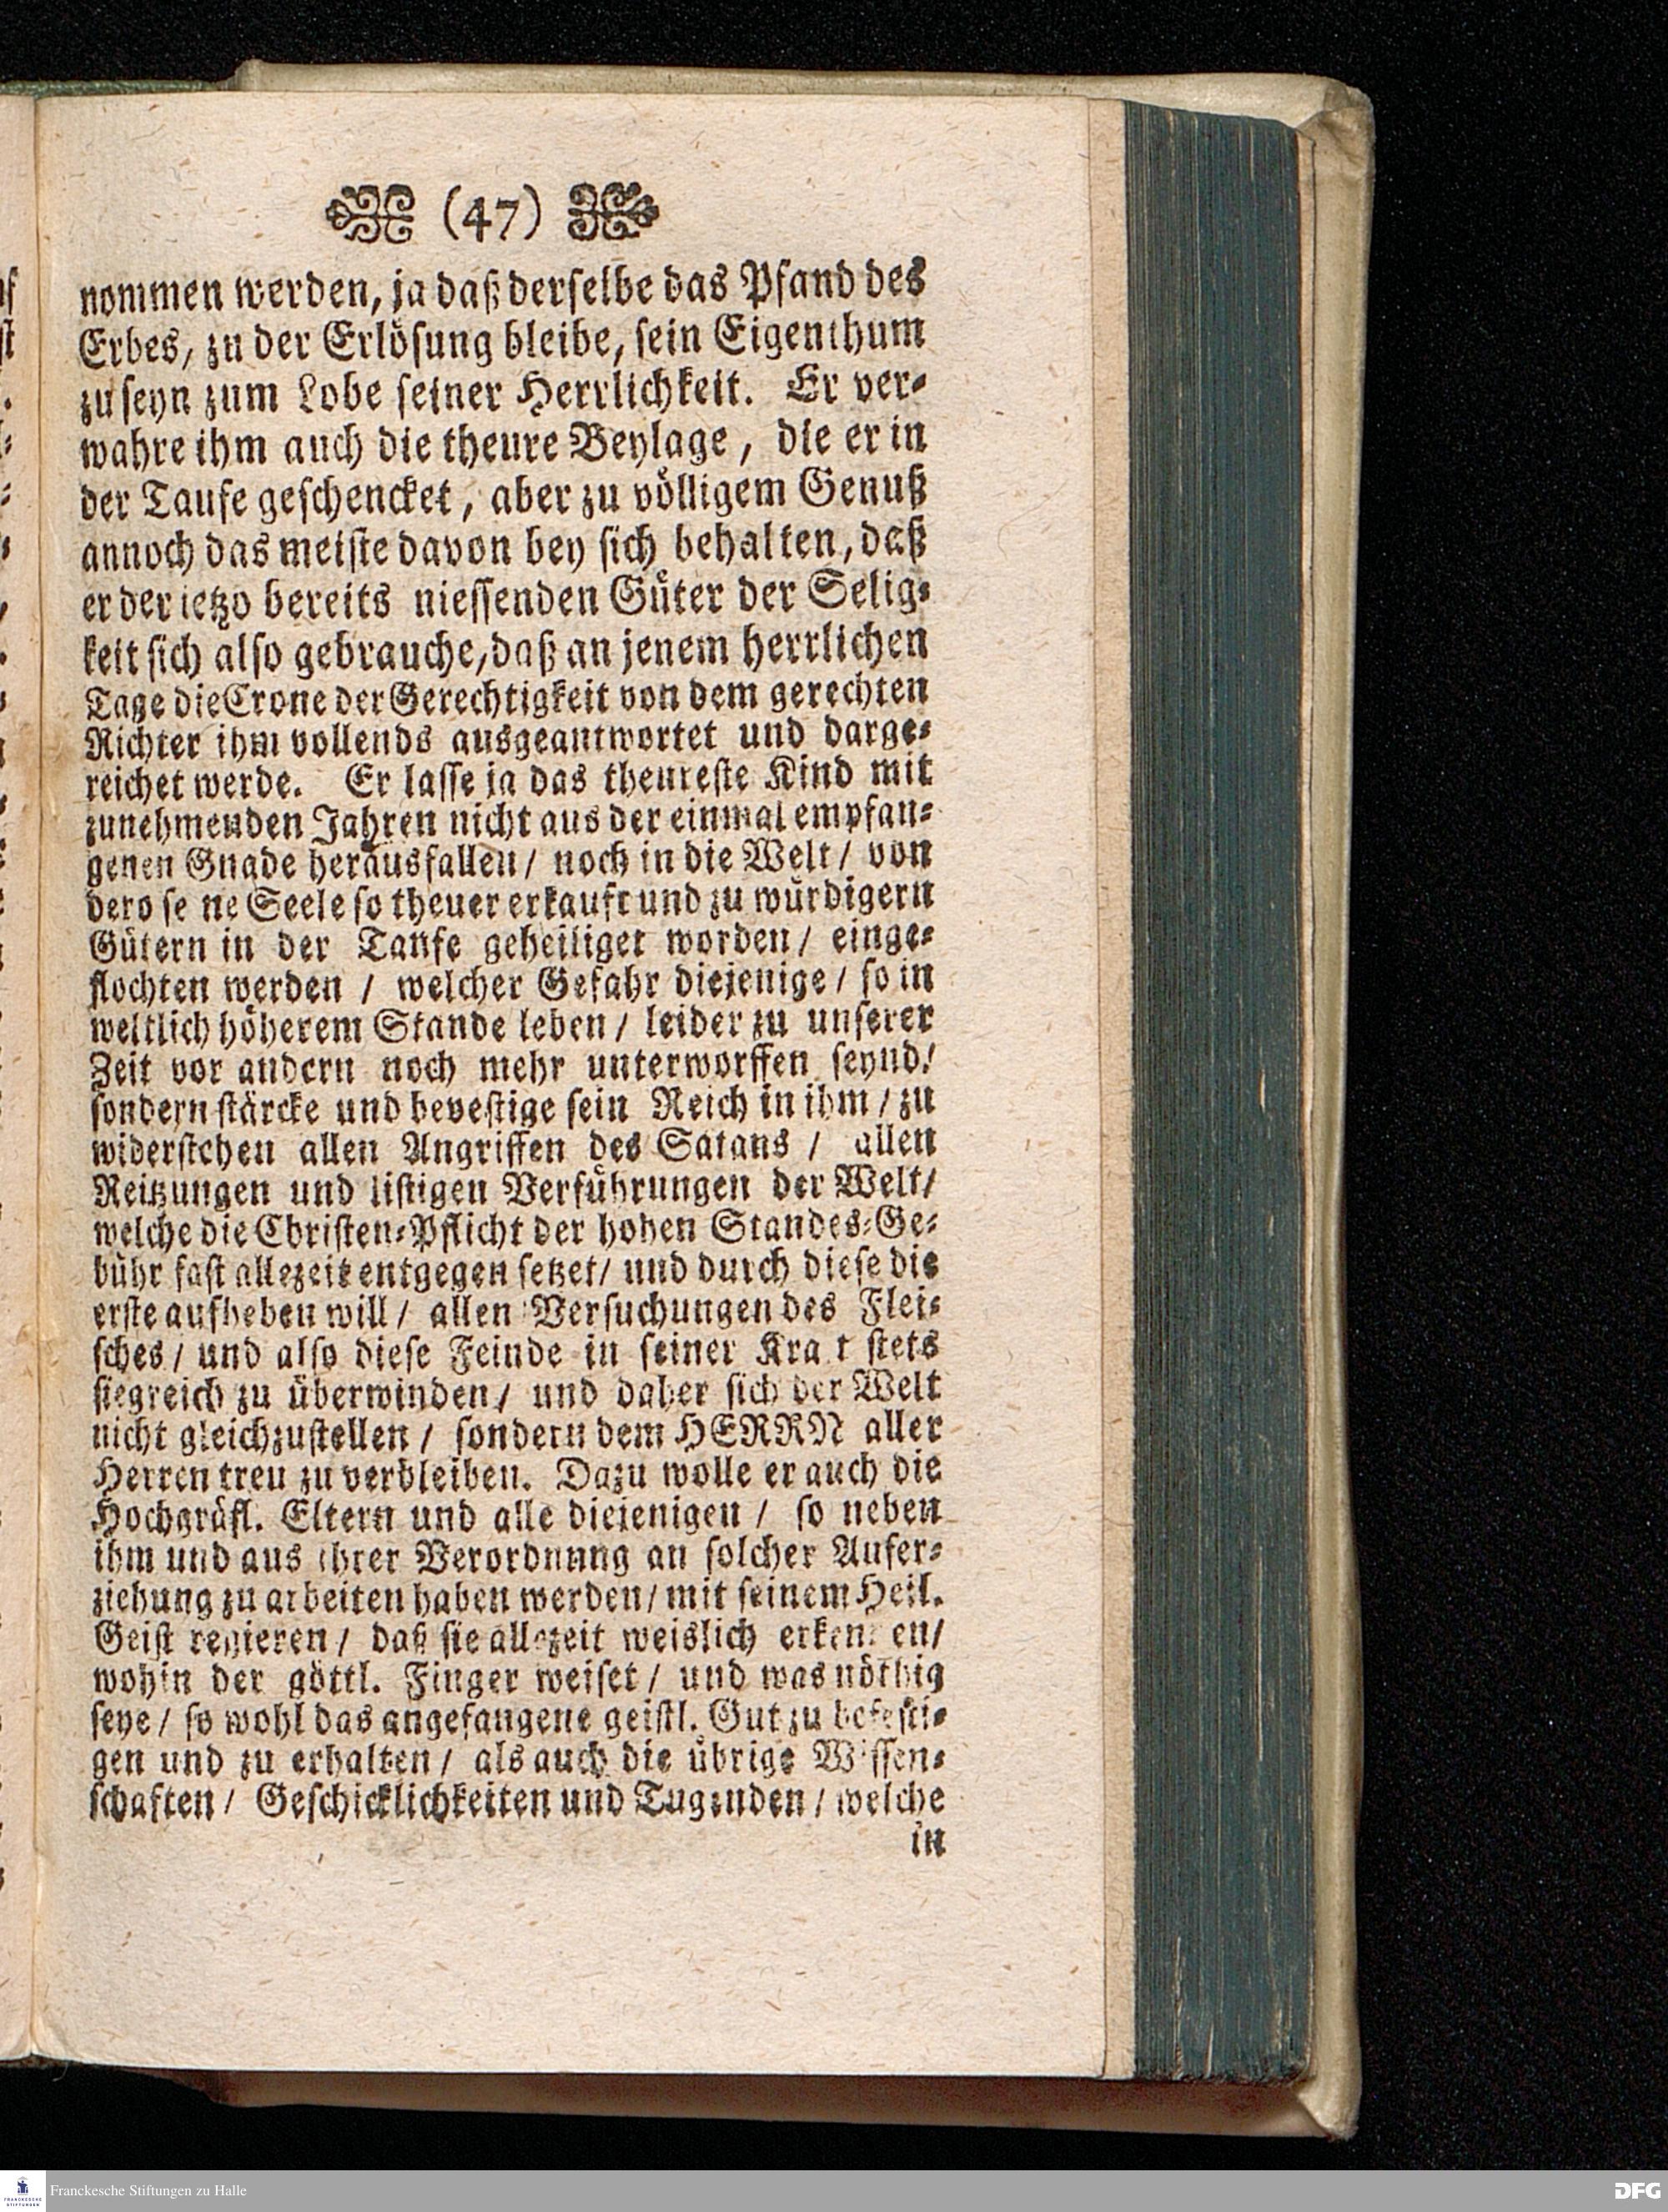 (47)
nommen werden, ja daß derselbe das Pfand des
Erbes, zu der Erlösung bleibe, sein Eigenthum
zu seyn zum Lobe seiner Herrlichkeit. Er ver-
wahre ihm auch die theure Beylage, die er in
der Taufe geschencket, aber zu völligem Genuß
annoch das meiste davon bey sich behalten, daß
er der ietzo bereits niessenden Güter der Selig-
keit sich also gebrauche, daß an jenem herrlichen
Tage die Crone der Gerechtigkeit von dem gerechten
Richter ihm vollends ausgeantwortet und darge-
reichet werde. Er lasse ja das theureste Kind mit
zunehmenden Jahren nicht aus der einmal empfan-
genen Gnade herausfallen / noch in die Welt / von
dero se ne Seele so theuer erkauft und zu würdigern
Gütern in der Taufe geheiliget worden / einge-
flochten werden / welcher Gefahr diejenige / so in
weltlich höherem Stande leben / leider zu unserer
Zeit vor andern noch mehr unterworffen seynd /
sondern stärcke und bevestige sein Reich in ihm / zu
widerstehen allen Angriffen des Satans / allen
Reitzungen und listigen Verführungen der Welt /
welche die Christen-Pflicht der hohen Standes-Ge-
bühr fast allezeit entgegen setzet / und durch diese die
erste aufheben will / allen Versuchungen des Flei-
sches / und also diese Feinde in seiner Kra t stets
siegreich zu überwinden / und daher sich der Welt
nicht gleichzustellen / sondern dem HERRN aller
Herren treu zu verbleiben. Dazu wolle er auch die
Hochgräfl. Eltern und alle diejenigen / so neben
ihm und aus ihrer Verordnung an solcher Aufer-
ziehung zu arbeiten haben werden / mit seinem Heil.
Geist regieren / daß sie allezeit weislich erkennen /
wohin der göttl. Finger weiset / und was nöthig
seye / so wohl das angefangene geistl. Gut zu befesti-
gen und zu erhalten / als auch die übrige Wissen-
schaften / Geschicklichkeiten und Tugenden / welche
in
Franckesche Stiftungen zu Halle
FRANCKESCHE
STIFTUNGEN
DFG